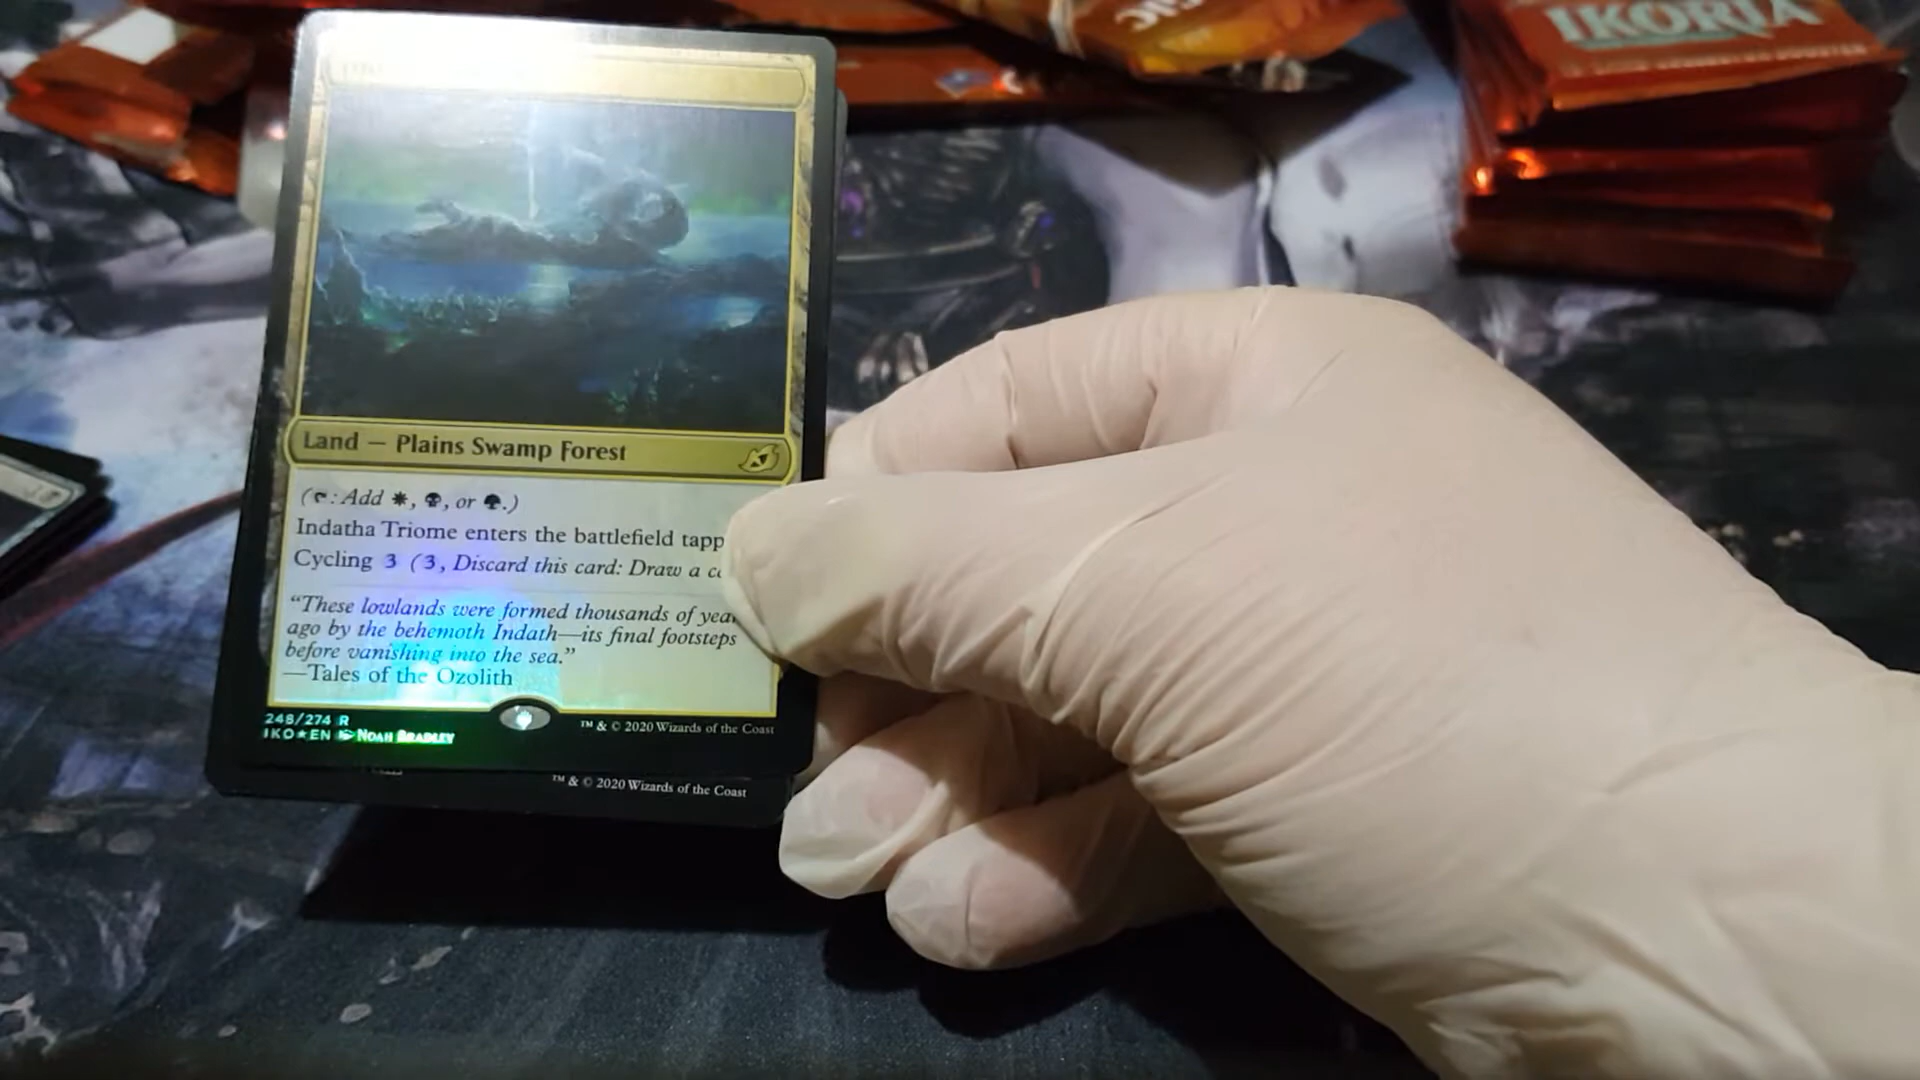 IKORIA
Land — Plains Swamp Forest
( : Add , , or .)
Indatha Triome enters the battlefield tapp
Cycling 3 (3, Discard this card: Draw a c
“These lowlands were formed thousands of year
ago by the behemoth Indath—its final footsteps
before vanishing into the sea.”
—Tales of the Ozolith
248/274 R
IKO★EN NOAH BRADLEY
™ & © 2020 Wizards of the Coast
™ & © 2020 Wizards of the Coast